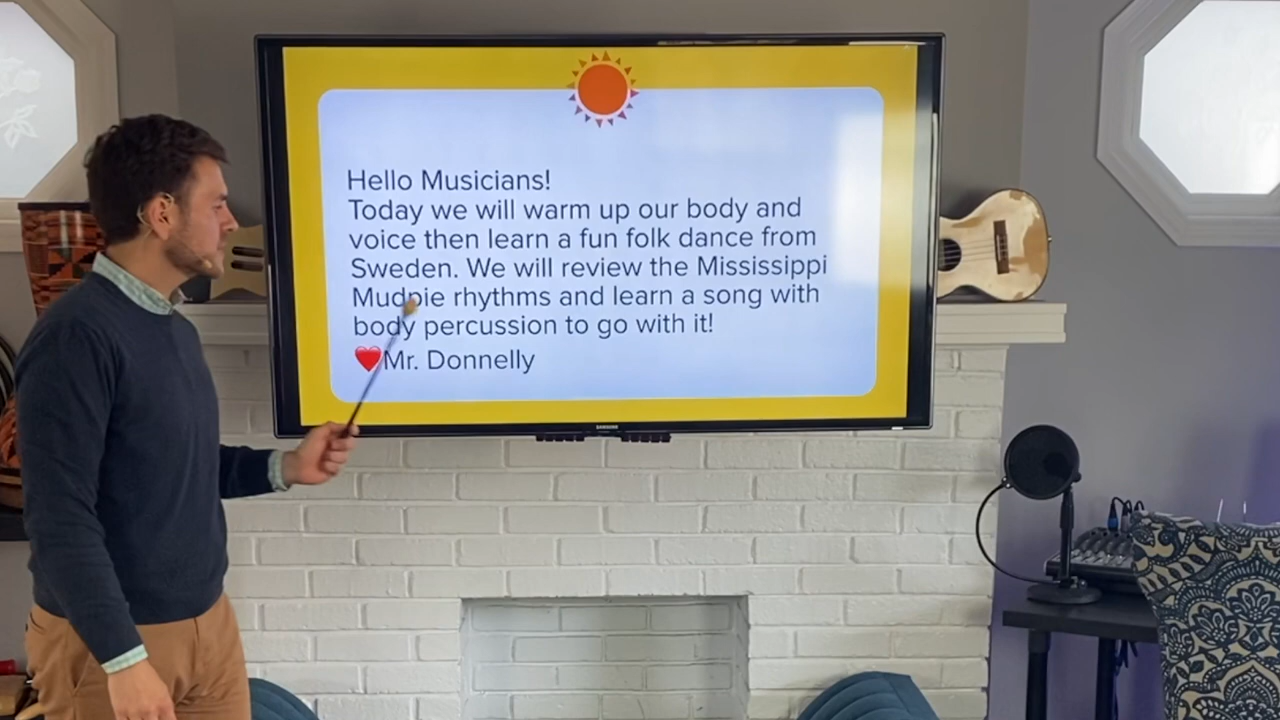 Hello Musicians!
Today we will warm up our body and
voice then learn a fun folk dance from
Sweden. We will review the Mississippi
Mudpie rhythms and learn a song with
body percussion to go with it!
❤️Mr. Donnelly
SAMSUNG